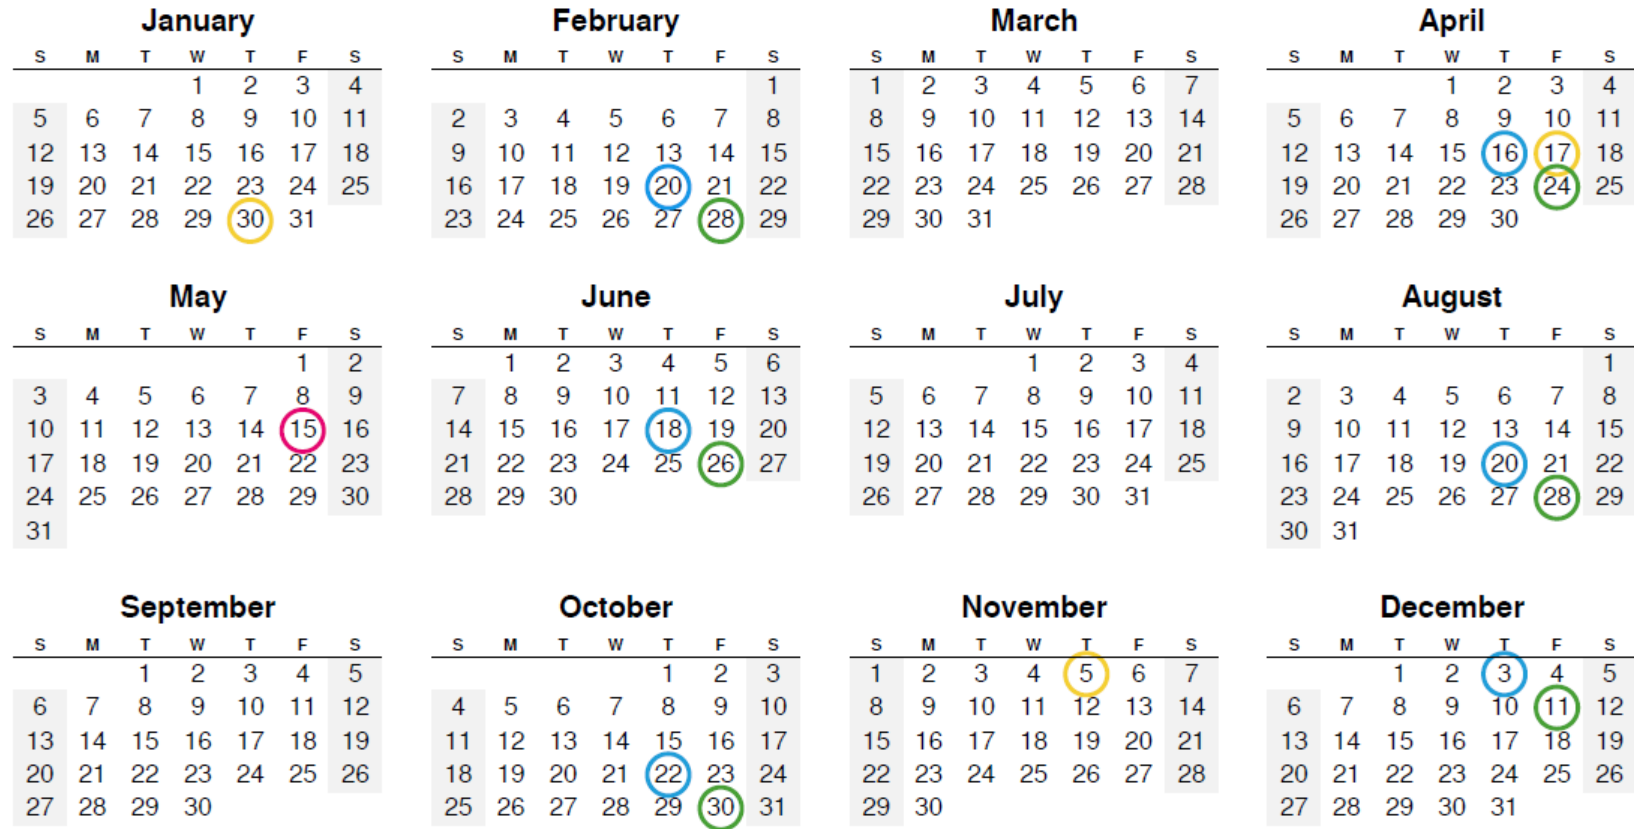 January
S M T W T F S
1 2 3 4
5 6 7 8 9 10 11
12 13 14 15 16 17 18
19 20 21 22 23 24 25
26 27 28 29 30 31
February
S M T W T F S
1
2 3 4 5 6 7 8
9 10 11 12 13 14 15
16 17 18 19 20 21 22
23 24 25 26 27 28 29
March
S M T W T F S
1 2 3 4 5 6 7
8 9 10 11 12 13 14
15 16 17 18 19 20 21
22 23 24 25 26 27 28
29 30 31
April
S M T W T F S
1 2 3 4
5 6 7 8 9 10 11
12 13 14 15 16 17 18
19 20 21 22 23 24 25
26 27 28 29 30
May
S M T W T F S
1 2
3 4 5 6 7 8 9
10 11 12 13 14 15 16
17 18 19 20 21 22 23
24 25 26 27 28 29 30
31
June
S M T W T F S
1 2 3 4 5 6
7 8 9 10 11 12 13
14 15 16 17 18 19 20
21 22 23 24 25 26 27
28 29 30
July
S M T W T F S
1 2 3 4
5 6 7 8 9 10 11
12 13 14 15 16 17 18
19 20 21 22 23 24 25
26 27 28 29 30 31
August
S M T W T F S
1
2 3 4 5 6 7 8
9 10 11 12 13 14 15
16 17 18 19 20 21 22
23 24 25 26 27 28 29
30 31
September
S M T W T F S
1 2 3 4 5
6 7 8 9 10 11 12
13 14 15 16 17 18 19
20 21 22 23 24 25 26
27 28 29 30
October
S M T W T F S
1 2 3
4 5 6 7 8 9 10
11 12 13 14 15 16 17
18 19 20 21 22 23 24
25 26 27 28 29 30 31
November
S M T W T F S
1 2 3 4 5 6 7
8 9 10 11 12 13 14
15 16 17 18 19 20 21
22 23 24 25 26 27 28
29 30
December
S M T W T F S
1 2 3 4 5
6 7 8 9 10 11 12
13 14 15 16 17 18 19
20 21 22 23 24 25 26
27 28 29 30 31